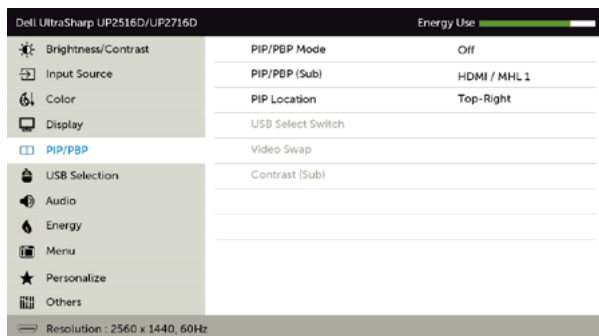 Dell UltraSharp UP2516D/UP2716D Energy Use
Brightness/Contrast PIP/PBP Mode Off
Input Source PIP/PBP (Sub) HDMI / MHL 1
Color PIP Location Top-Right
Display USB Select Switch
PIP/PBP Video Swap
USB Selection Contrast (Sub)
Audio
Energy
Menu
Personalize
Others
Resolution : 2560 x 1440, 60Hz